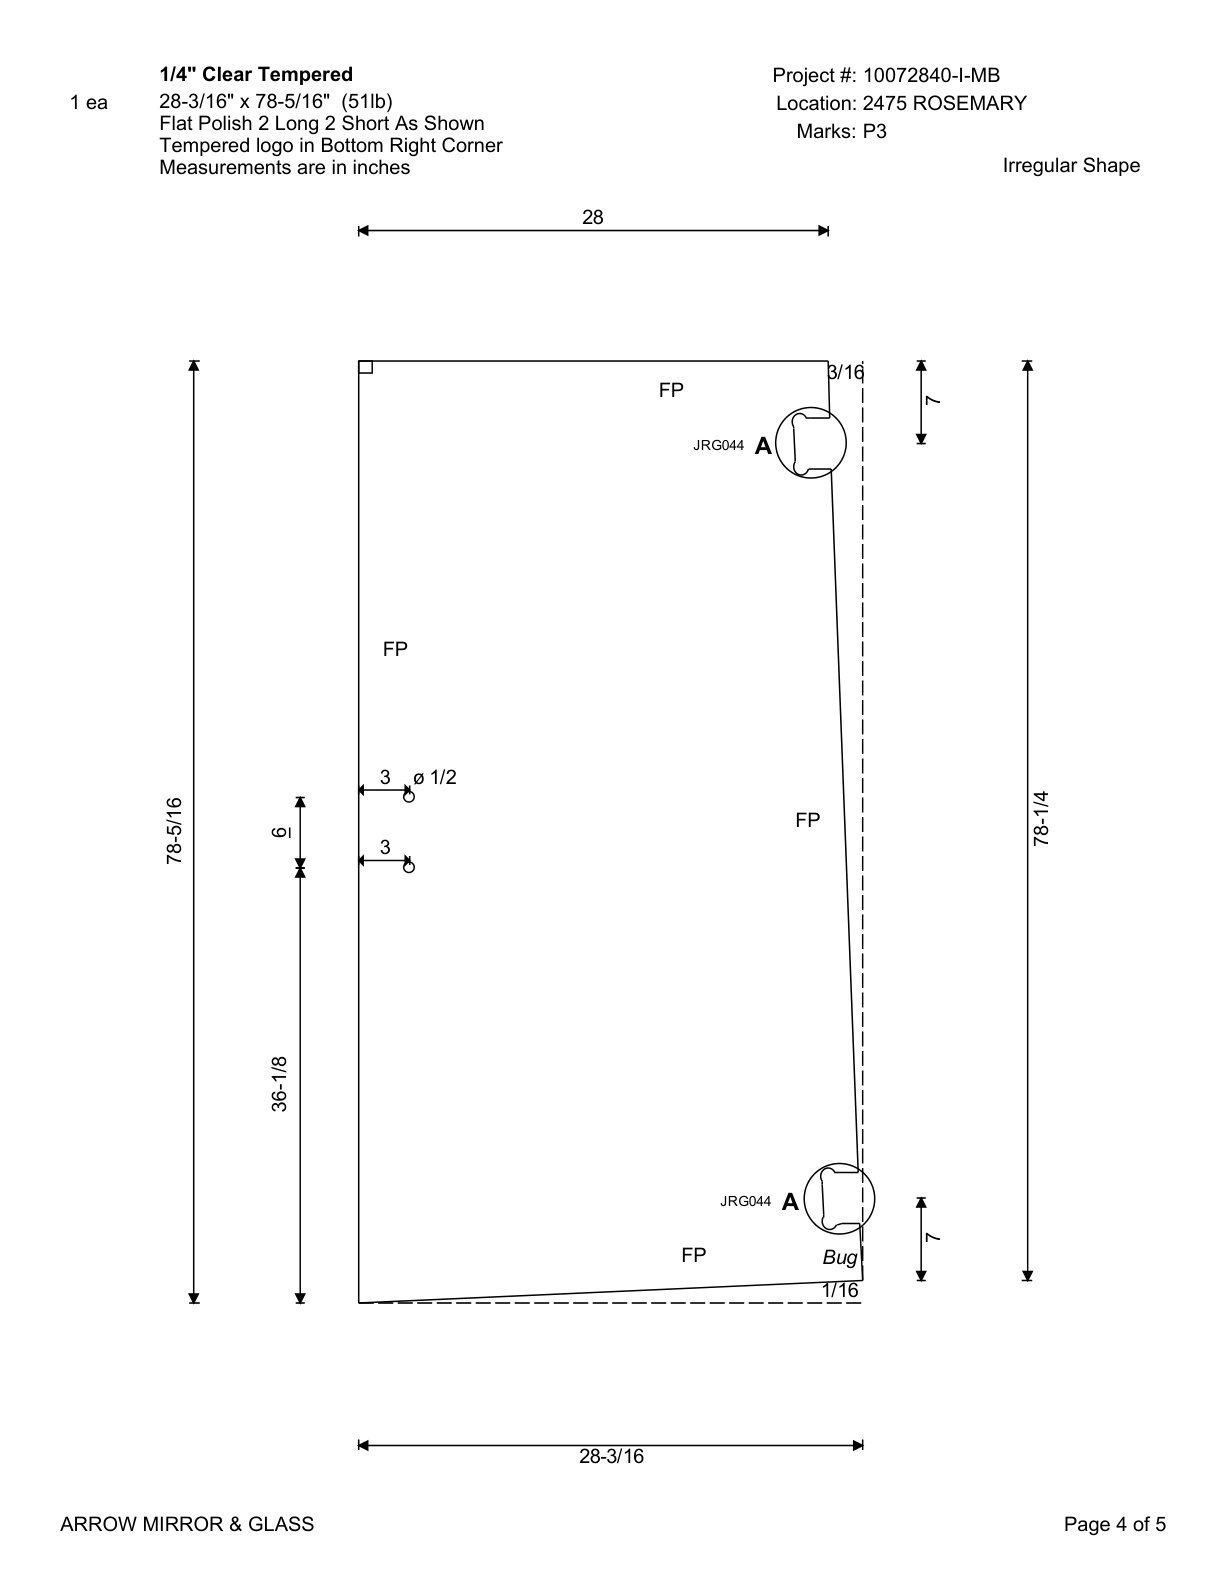 1/4" Clear Tempered
1 ea
28-3/16" x 78-5/16" (51lb)
Flat Polish 2 Long 2 Short As Shown
Tempered logo in Bottom Right Corner
Measurements are in inches
Project #: 10072840-I-MB
Location: 2475 ROSEMARY
Marks: P3
Irregular Shape
28
3/16
FP
7
JRG044 A
FP
3 ø 1/2
6
3
78-5/16
FP
78-1/4
36-1/8
JRG044 A
7
FP
Bug
1/16
28-3/16
ARROW MIRROR & GLASS
Page 4 of 5